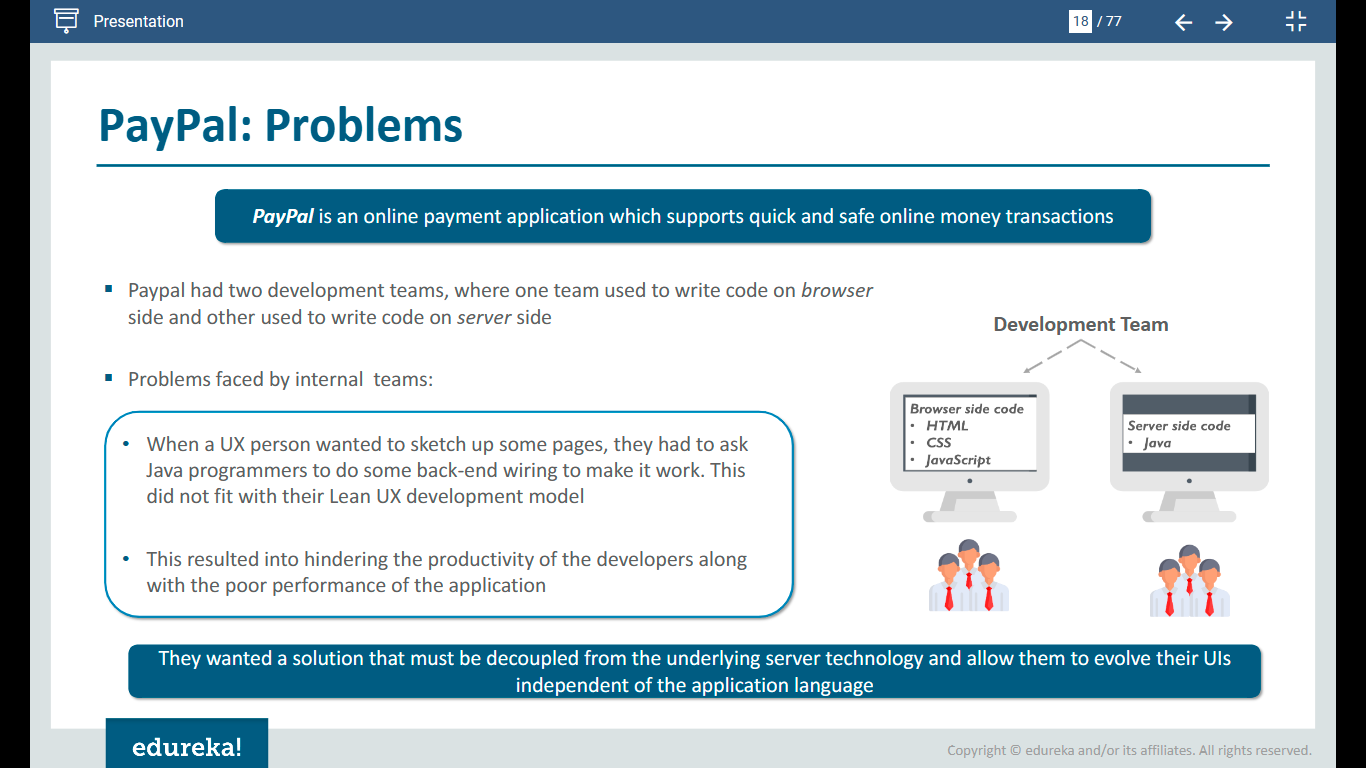 Presentation
18 / 77
PayPal: Problems
PayPal is an online payment application which supports quick and safe online money transactions
▪ Paypal had two development teams, where one team used to write code on browser
side and other used to write code on server side
▪ Problems faced by internal teams:
• When a UX person wanted to sketch up some pages, they had to ask
Java programmers to do some back-end wiring to make it work. This
did not fit with their Lean UX development model
• This resulted into hindering the productivity of the developers along
with the poor performance of the application
Development Team
Browser side code
• HTML
• CSS
• JavaScript
Server side code
• Java
They wanted a solution that must be decoupled from the underlying server technology and allow them to evolve their UIs
independent of the application language
edureka!
Copyright © edureka and/or its affiliates. All rights reserved.